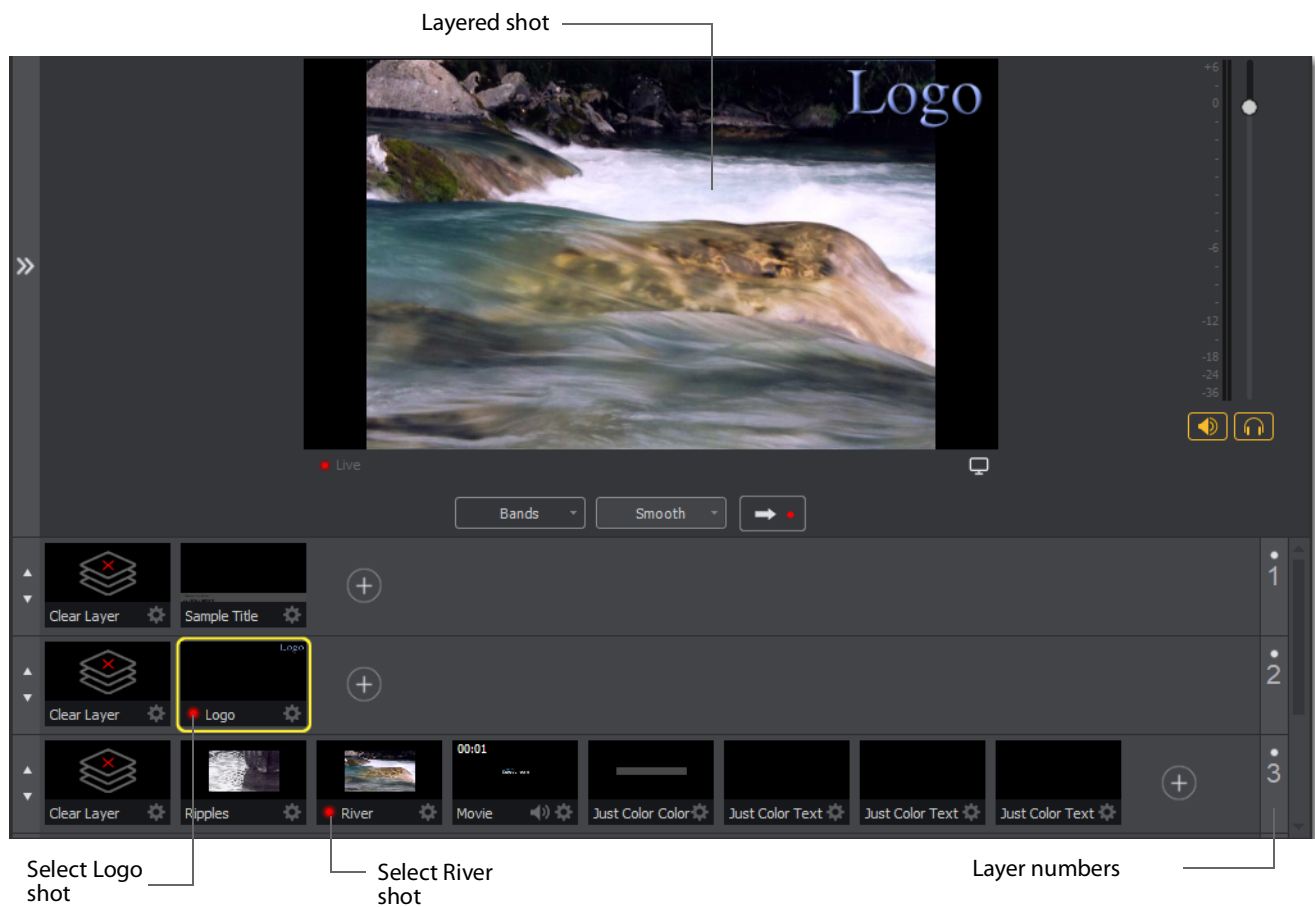 Layered shot
Logo
+6
0
-6
-12
-18
-24
-36
Live
Bands
Smooth
Clear Layer
Sample Title
1
Logo
Clear Layer
Logo
2
00:01
Clear Layer
Ripples
River
Movie
Just Color Color
Just Color Text
Just Color Text
Just Color Text
3
Select Logo
shot
Select River
shot
Layer numbers